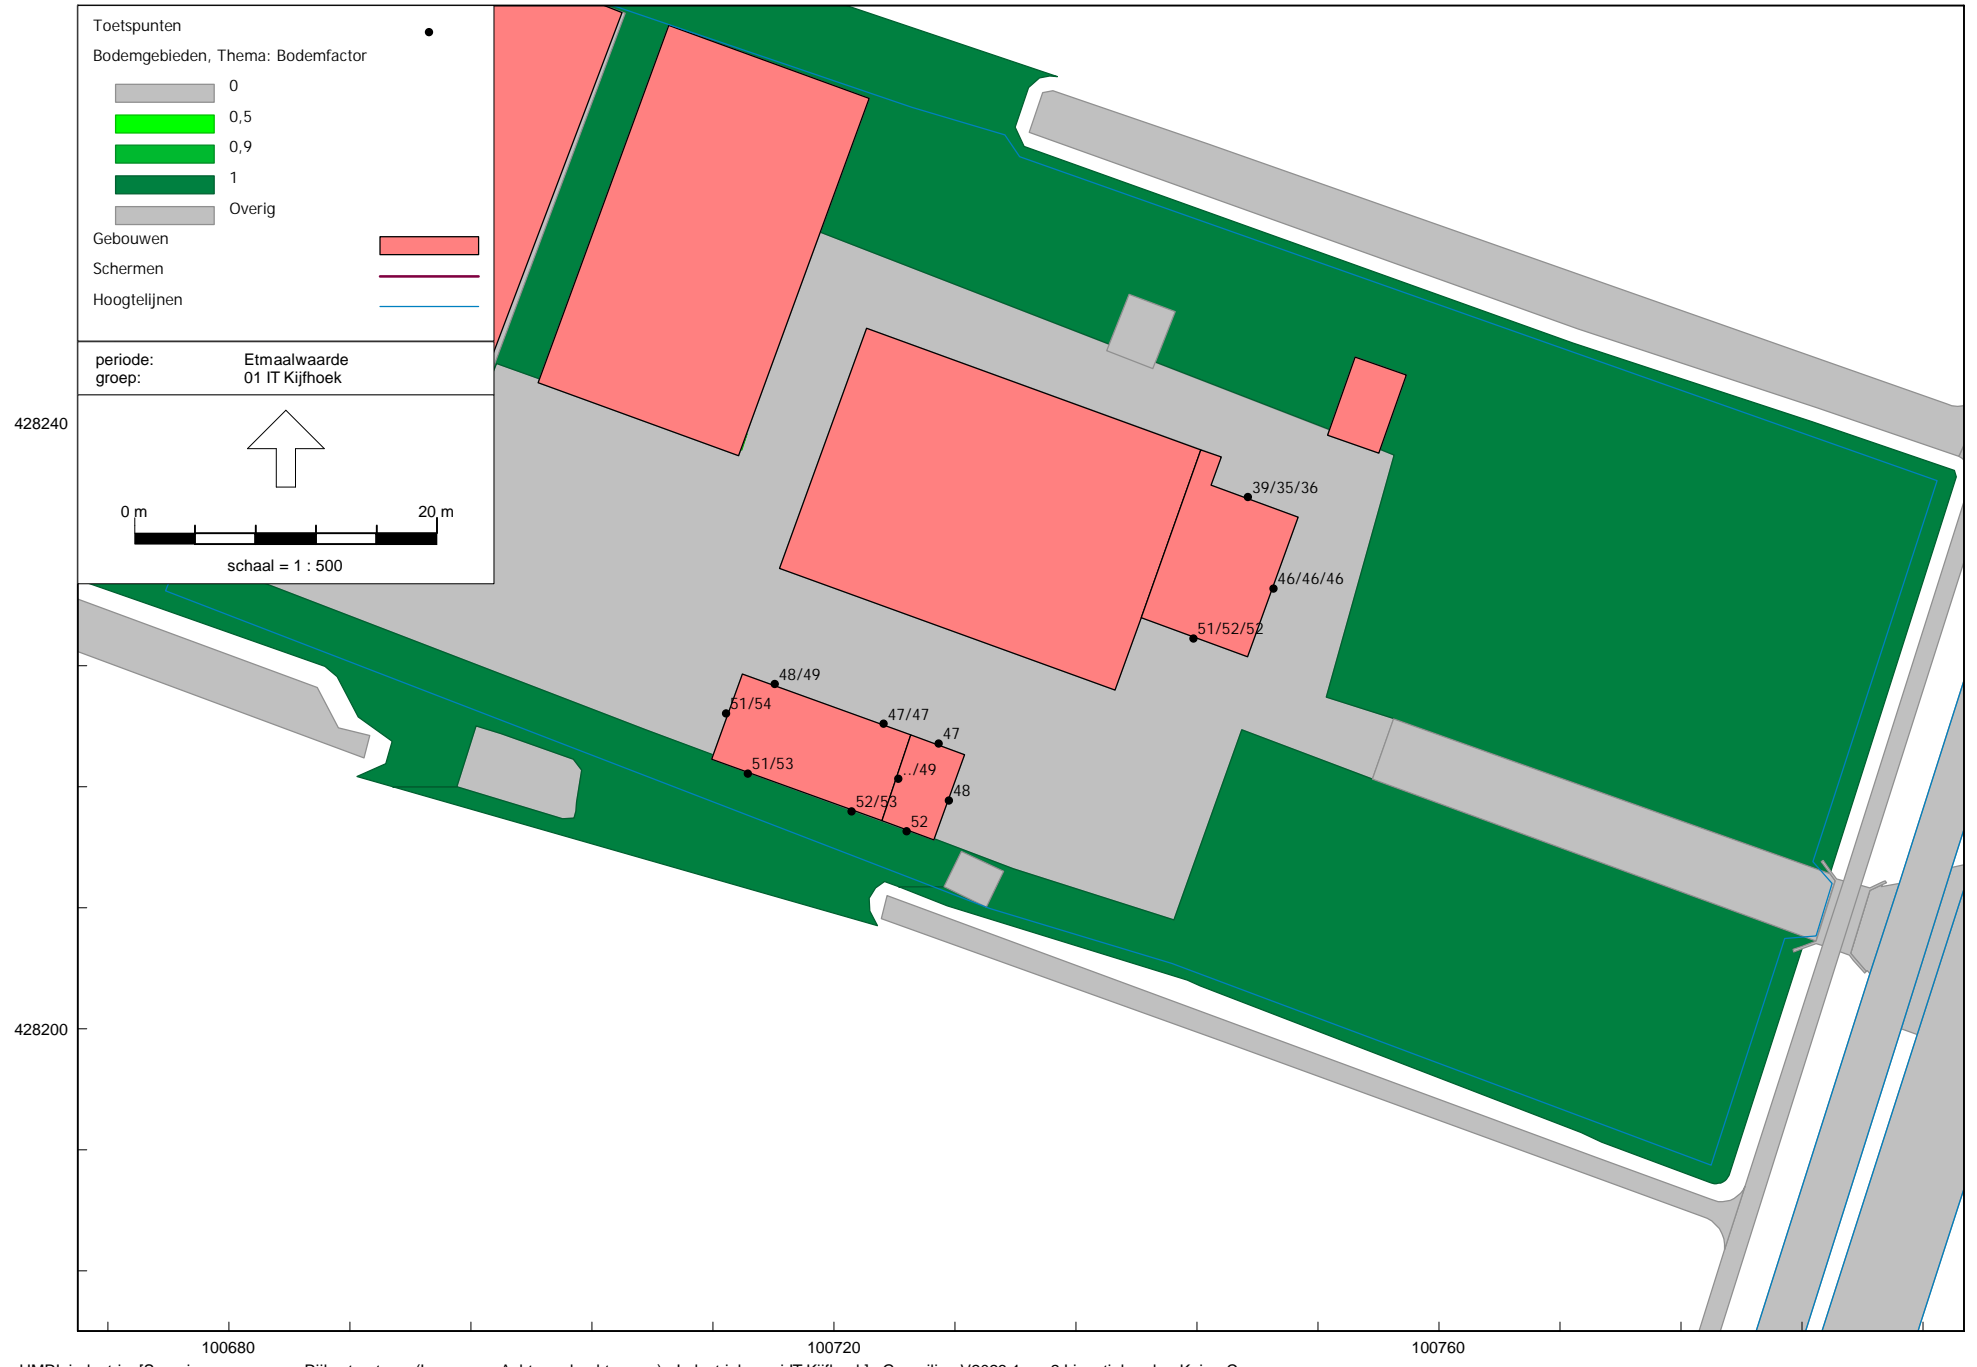 Toetspunten
Bodemgebieden, Thema: Bodemfactor
0
0,5
0,9
1
Overig
Gebouwen
Schermen
Hoogtelijnen
periode: Etmaalwaarde
groep: 01 IT Kijfhoek
0 m 20 m
schaal = 1 : 500
428240
428200
39/35/36
46/46/46
51/52/52
48/49
51/54
47/47
47
51/53
../49
48
52/53
52
100680 100720 100760